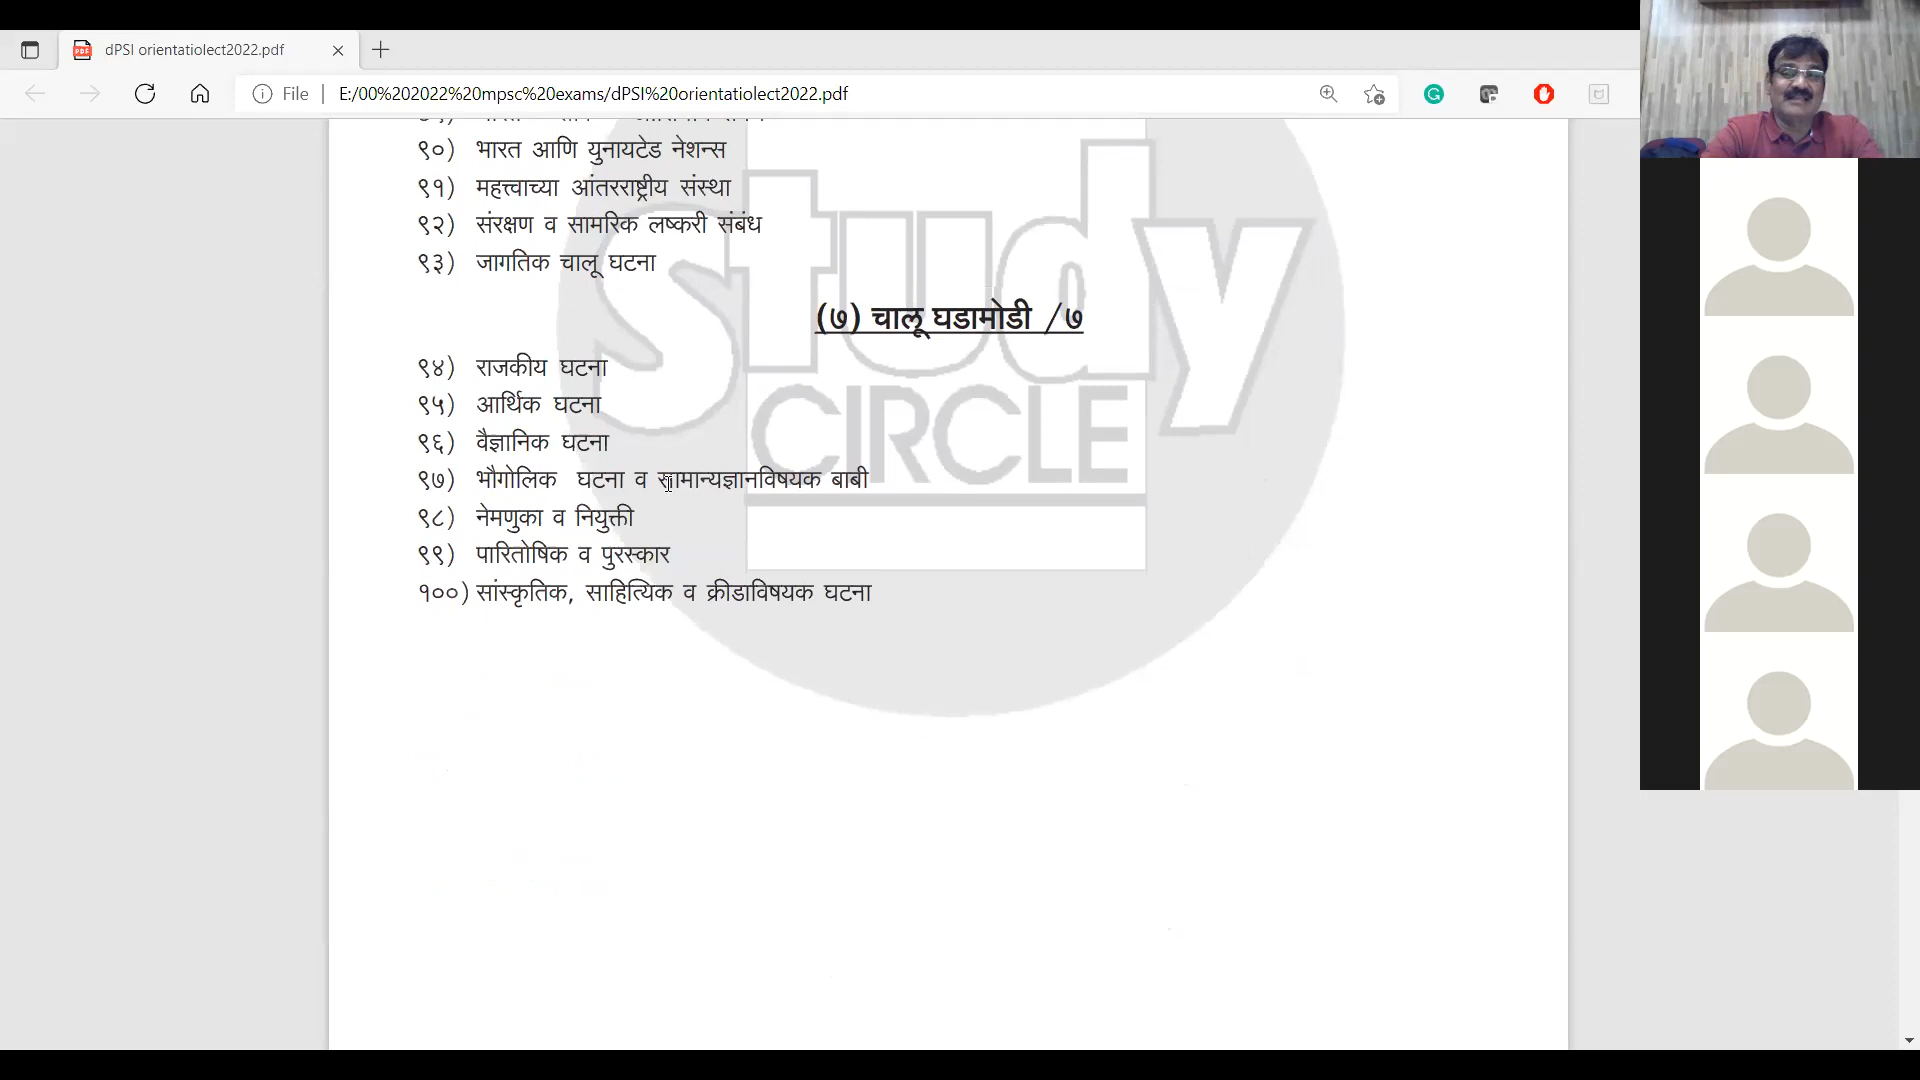 dPSI orientatiolect2022.pdf
File
E:/00%202022%20mpsc%20exams/dPSI%20orientatiolect2022.pdf
९०) भारत आणि युनायटेड नेशन्स
९१) महत्त्वाच्या आंतरराष्ट्रीय संस्था
९२) संरक्षण व सामरिक लष्करी संबंध
९३) जागतिक चालू घटना
(७) चालू घडामोडी /७
९४) राजकीय घटना
९५) आर्थिक घटना
९६) वैज्ञानिक घटना
९७) भौगोलिक घटना व सामान्यज्ञानविषयक बाबी
९८) नेमणुका व नियुक्ती
९९) पारितोषिक व पुरस्कार
१००) सांस्कृतिक, साहित्यिक व क्रीडाविषयक घटना
Study
CIRCLE